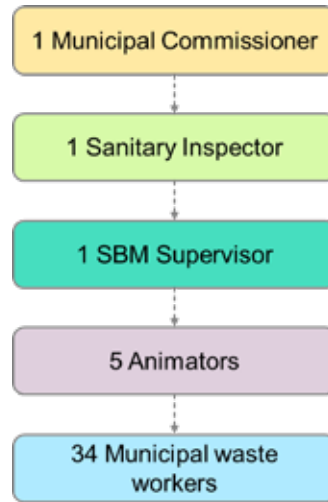 1 Municipal Commissioner
1 Sanitary Inspector
1 SBM Supervisor
5 Animators
34 Municipal waste
workers